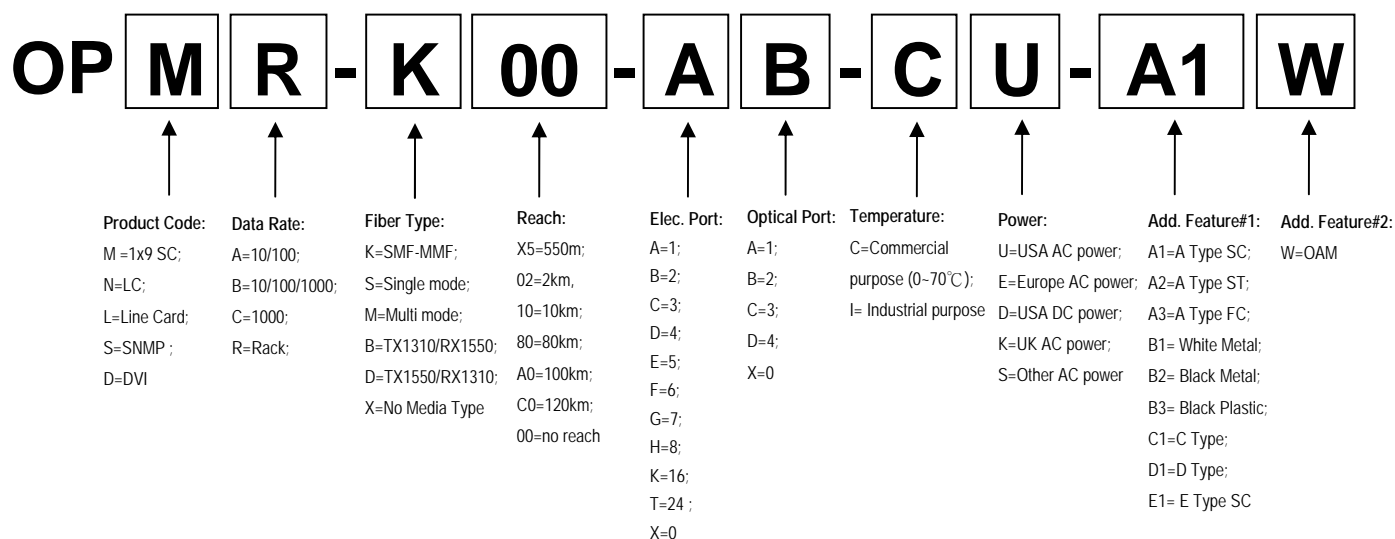 OP M R - K 00 - A B - C U - A1 W
Product Code:
M =1x9 SC;
N=LC;
L=Line Card;
S=SNMP ;
D=DVI
Data Rate:
A=10/100;
B=10/100/1000;
C=1000;
R=Rack;
Fiber Type:
K=SMF-MMF;
S=Single mode;
M=Multi mode;
B=TX1310/RX1550;
D=TX1550/RX1310;
X=No Media Type
Reach:
X5=550m;
02=2km,
10=10km;
80=80km;
A0=100km;
C0=120km;
00=no reach
Elec. Port:
A=1;
B=2;
C=3;
D=4;
E=5;
F=6;
G=7;
H=8;
K=16;
T=24 ;
X=0
Optical Port:
A=1;
B=2;
C=3;
D=4;
X=0
Temperature:
C=Commercial
purpose (0~70℃);
I= Industrial purpose
Power:
U=USA AC power;
E=Europe AC power;
D=USA DC power;
K=UK AC power;
S=Other AC power
Add. Feature#1:
A1=A Type SC;
A2=A Type ST;
A3=A Type FC;
B1= White Metal;
B2= Black Metal;
B3= Black Plastic;
C1=C Type;
D1=D Type;
E1= E Type SC
Add. Feature#2:
W=OAM